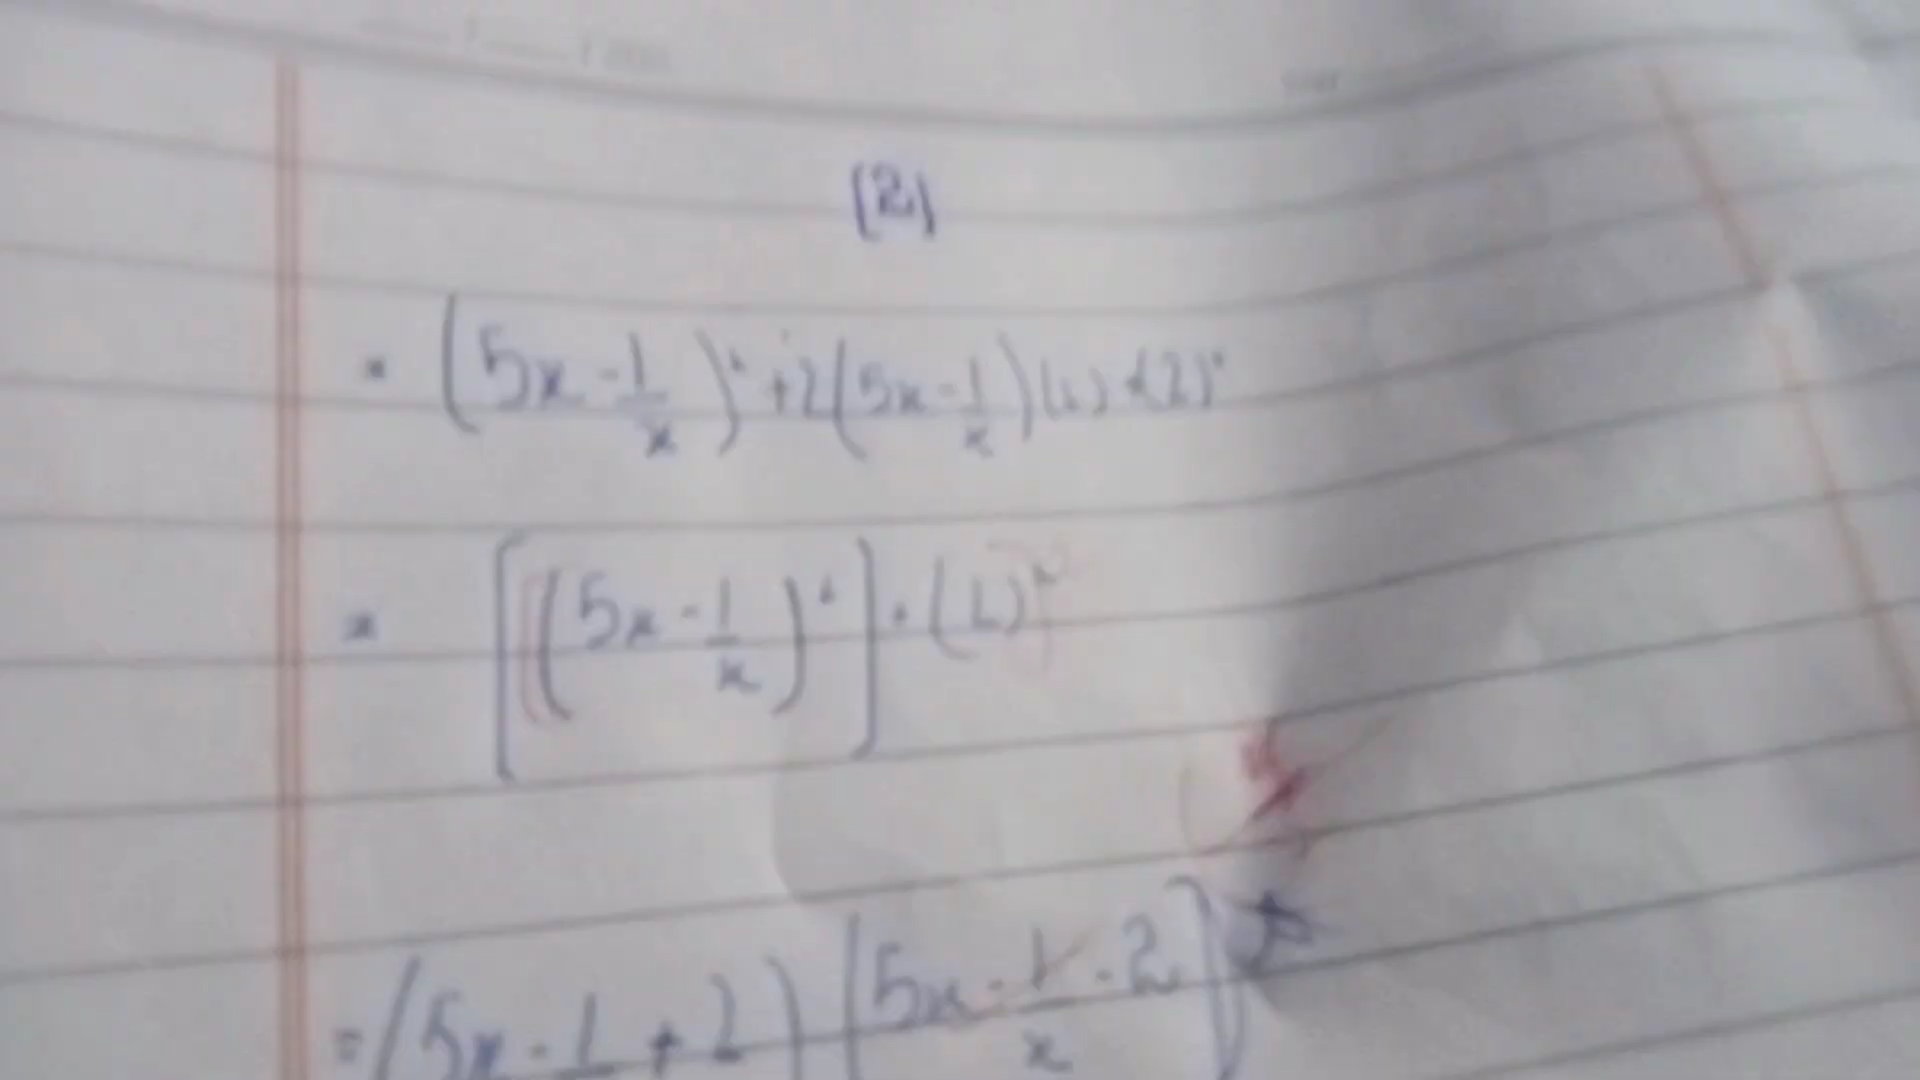 (2)
= (5x - 1/x)² + 2(5x - 1/x)(2) + (2)²
= [(5x - 1/x)²] - (2)²
= (5x - 1 + 2) (5x - 1/x - 2)